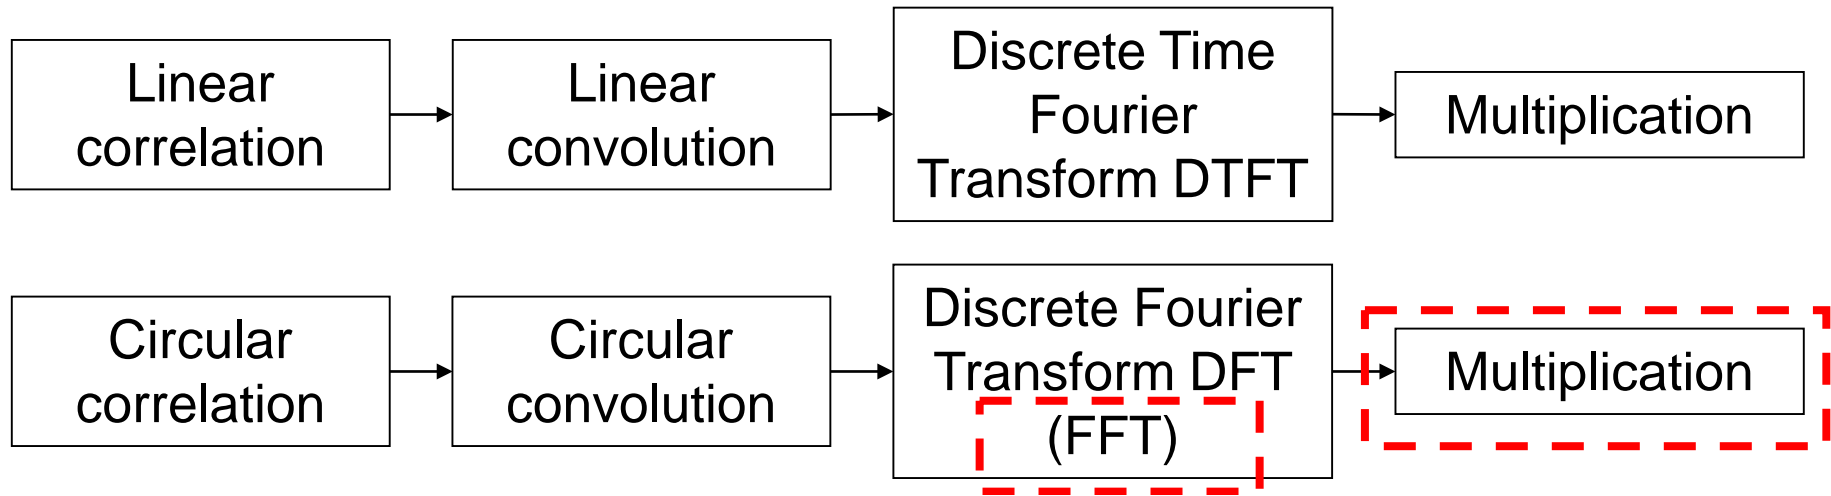 Linear
correlation
Linear
convolution
Discrete Time
Fourier
Transform DTFT
Multiplication
Circular
correlation
Circular
convolution
Discrete Fourier
Transform DFT
(FFT)
Multiplication